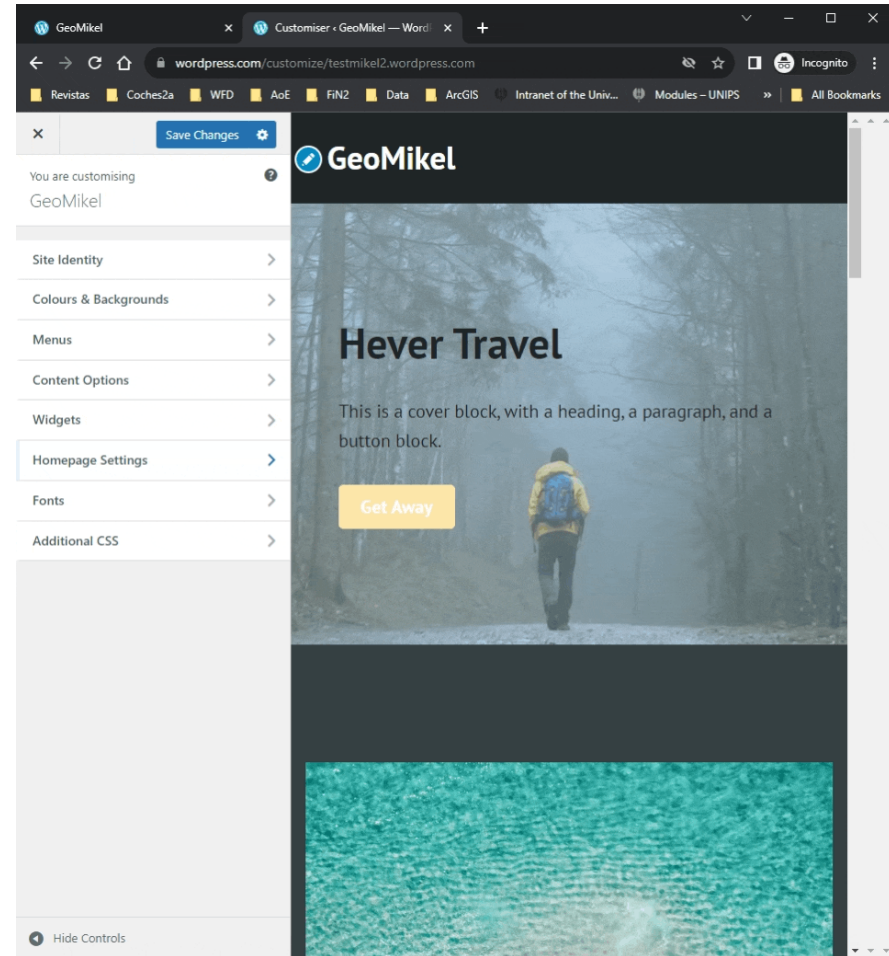 GeoMikel
Customiser ‹ GeoMikel — Word
wordpress.com/customize/testmikel2.wordpress.com
Incognito
Revistas Coches2a WFD AoE FiN2 Data ArcGIS Intranet of the Univ... Modules – UNIPS » All Bookmarks
Save Changes
You are customising
GeoMikel
Site Identity
Colours & Backgrounds
Menus
Content Options
Widgets
Homepage Settings
Fonts
Additional CSS
Hide Controls
GeoMikel
Hever Travel
This is a cover block, with a heading, a paragraph, and a
button block.
Get Away